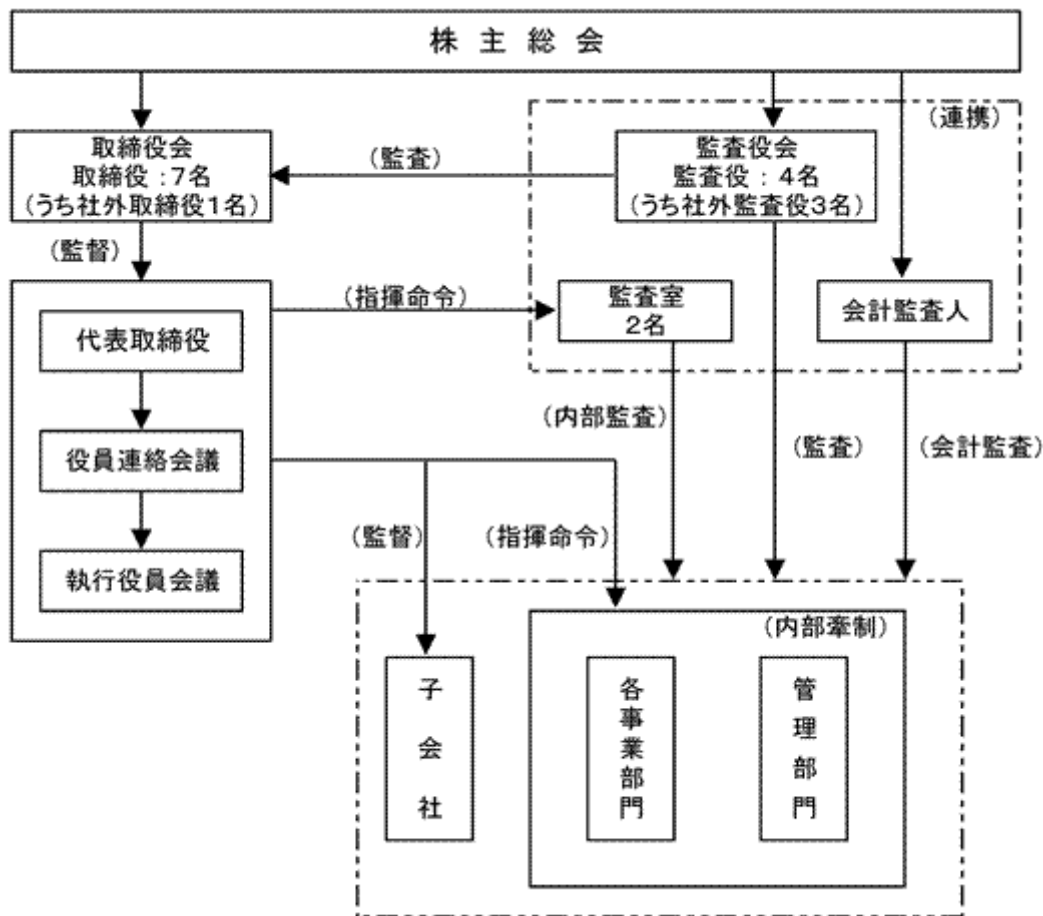 株主総会
(連携)
取締役会
取締役:7名
(うち社外取締役1名)
(監査)
監査役会
監査役:4名
(うち社外監査役3名)
(監督)
(指揮命令)
監査室
2名
会計監査人
代表取締役
役員連絡会議
執行役員会議
(内部監査)
(監査)
(会計監査)
(監督)
(指揮命令)
(内部牽制)
子会社
各事業部門
管理部門